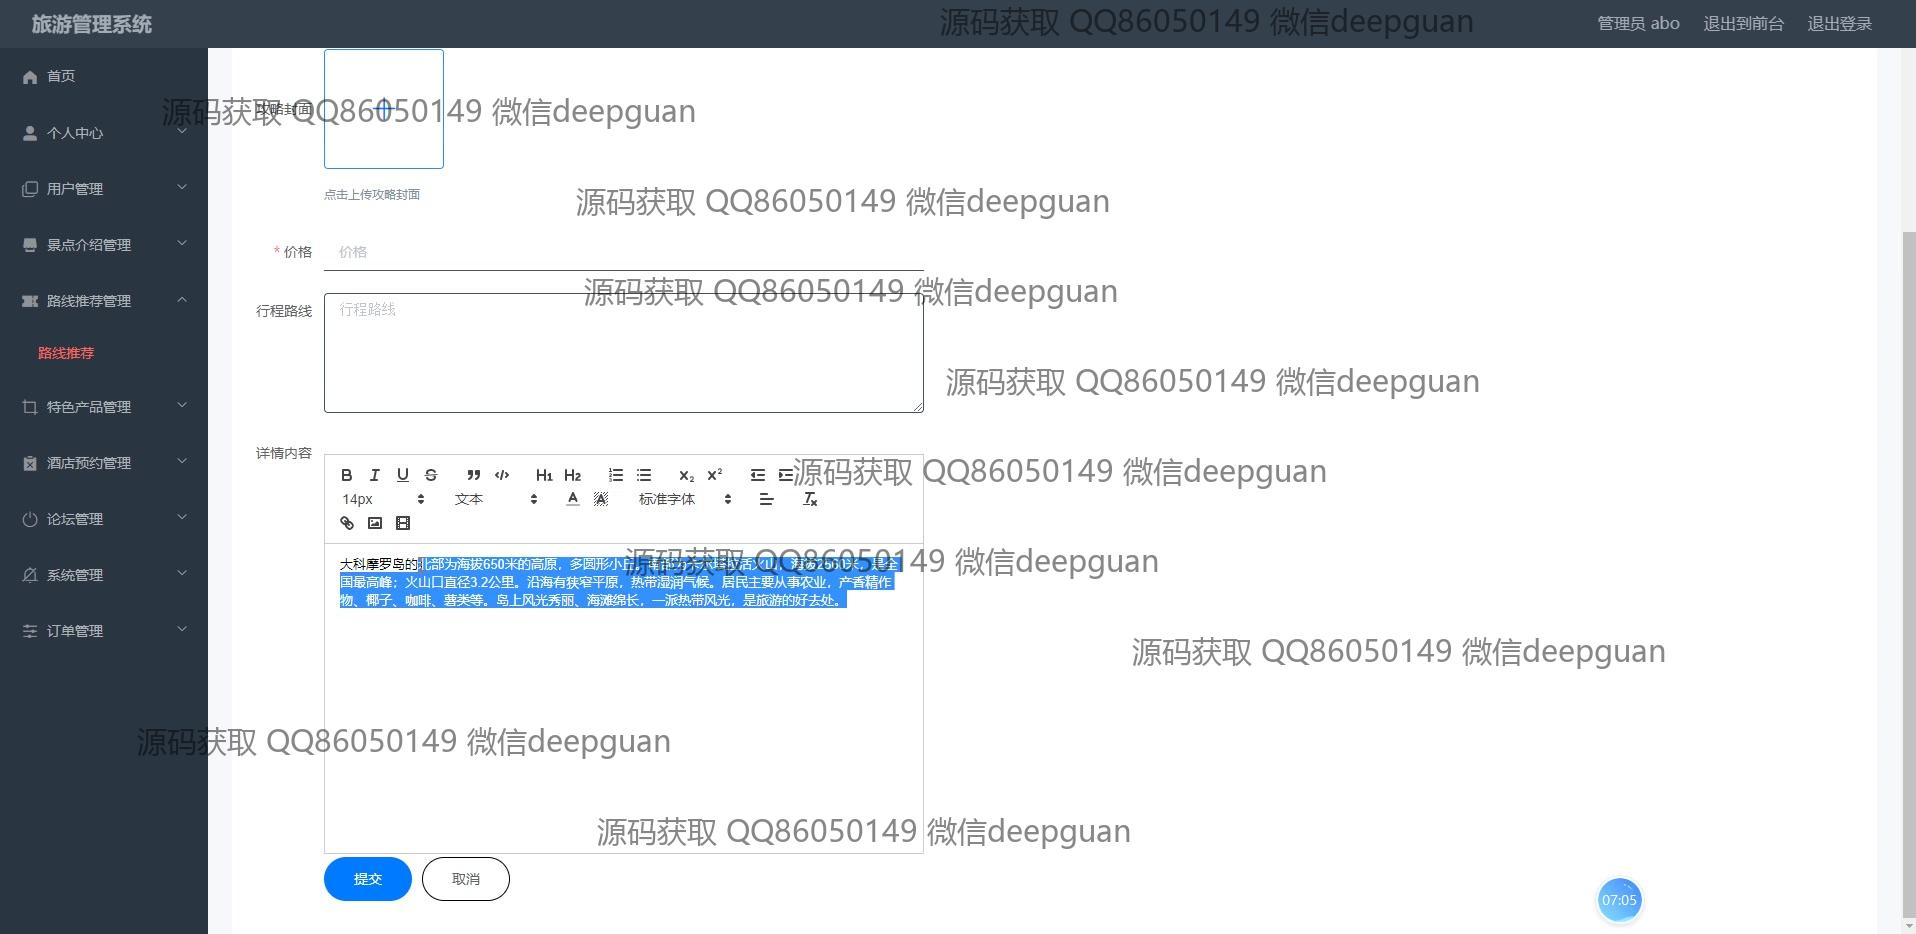 旅游管理系统
源码获取 QQ86050149 微信deepguan
管理员 abo
退出到前台
退出登录
首页
个人中心
用户管理
景点介绍管理
路线推荐管理
路线推荐
特色产品管理
酒店预约管理
论坛管理
系统管理
订单管理
攻略封面
源码获取 QQ86050149 微信deepguan
点击上传攻略封面
源码获取 QQ86050149 微信deepguan
* 价格
价格
源码获取 QQ86050149 微信deepguan
行程路线
行程路线
源码获取 QQ86050149 微信deepguan
详情内容
B I U S H1 H2 X2 X2
源码获取 QQ86050149 微信deepguan
14px
文本
A A
标准字体
Tx
源码获取 QQ86050149 微信deepguan
大科摩罗岛的北部为海拔650米的高原，多圆形小丘，海拔2560米，是全
国最高峰；火山口直径3.2公里。沿海有狭窄平原，热带湿润气候。居民主要从事农业，产香精作
物、椰子、咖啡、薯类等。岛上风光秀丽、海滩绵长，一派热带风光，是旅游的好去处。
源码获取 QQ86050149 微信deepguan
源码获取 QQ86050149 微信deepguan
源码获取 QQ86050149 微信deepguan
提交
取消
07:05